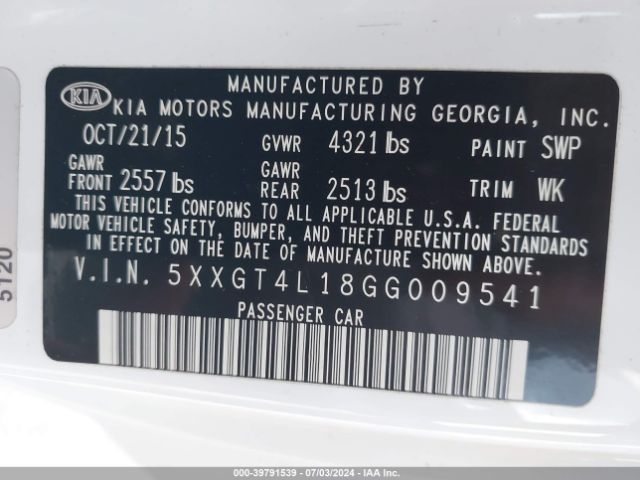 MANUFACTURED BY
KIA KIA MOTORS MANUFACTURING GEORGIA, INC.
OCT/21/15 GVWR 4321 lbs PAINT SWP
GAWR FRONT 2557 lbs GAWR REAR 2513 lbs TRIM WK
THIS VEHICLE CONFORMS TO ALL APPLICABLE U.S.A. FEDERAL
MOTOR VEHICLE SAFETY, BUMPER, AND THEFT PREVENTION STANDARDS
IN EFFECT ON THE DATE OF MANUFACTURE SHOWN ABOVE.
V.I.N. 5XXGT4L18GG009541
PASSENGER CAR
5120
000-39791539 | 07/03/2024 | IAAI.com